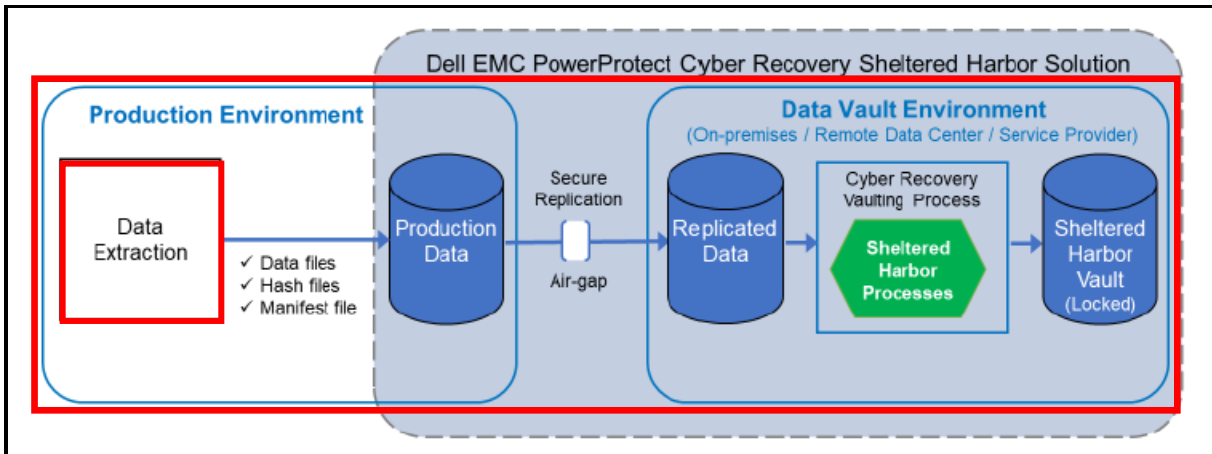 Dell EMC PowerProtect Cyber Recovery Sheltered Harbor Solution
Production Environment
Data Vault Environment
(On-premises / Remote Data Center / Service Provider)
Data
Extraction
✓ Data files
✓ Hash files
✓ Manifest file
Production
Data
Secure
Replication
Air-gap
Replicated
Data
Cyber Recovery
Vaulting Process
Sheltered
Harbor
Processes
Sheltered
Harbor
Vault
(Locked)